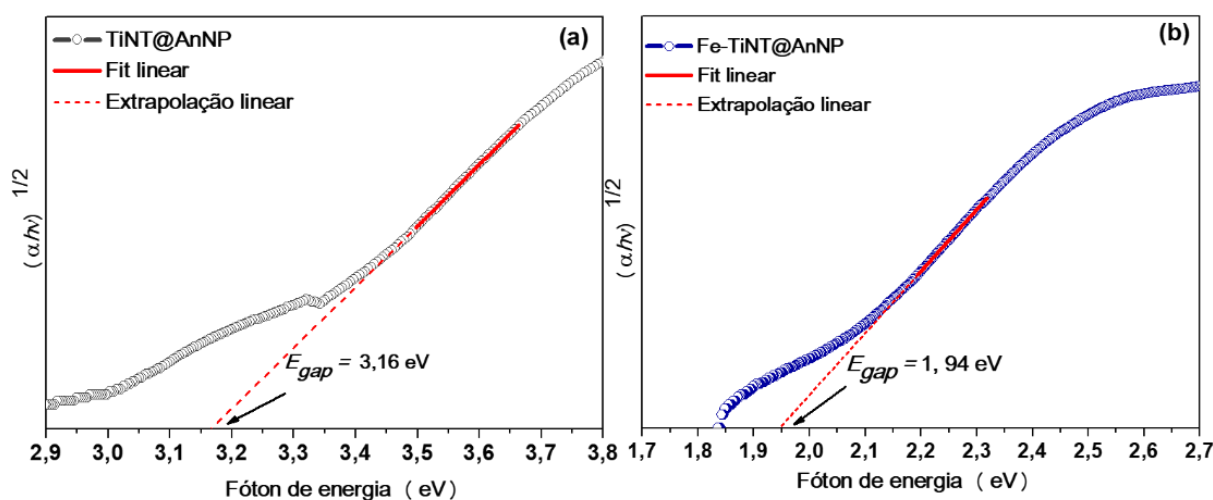 (a)
TiNT@AnNP
Fit linear
Extrapolação linear
(αhν)^1/2
E_gap = 3,16 eV
2,9 3,0 3,1 3,2 3,3 3,4 3,5 3,6 3,7 3,8
Fóton de energia ( eV)
(b)
Fe-TiNT@AnNP
Fit linear
Extrapolação linear
(αhν)^1/2
E_gap = 1, 94 eV
1,7 1,8 1,9 2,0 2,1 2,2 2,3 2,4 2,5 2,6 2,7
Fóton de energia ( eV)